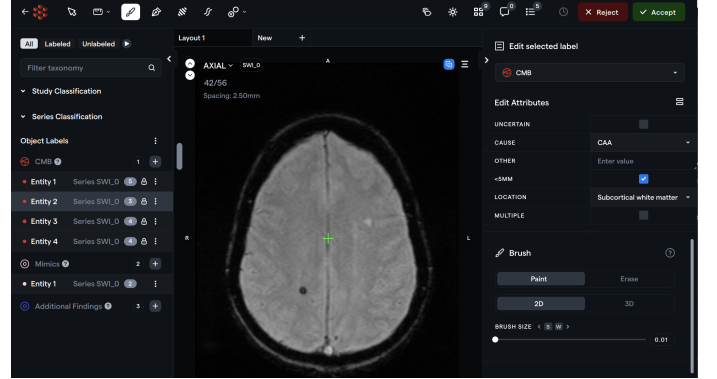 9
5
Reject
Accept
All
Labeled
Unlabeled
Filter taxonomy
Study Classification
Series Classification
Object Labels
CMB
1
Entity 1 Series SWI_0 5
Entity 2 Series SWI_0 3
Entity 3 Series SWI_0 4
Entity 4 Series SWI_0 4
Mimics
2
Entity 1 Series SWI_0 2
Additional Findings
3
Layout 1
New
AXIAL
SWI_0
42/56
Spacing: 2.50mm
A
R
L
Edit selected label
CMB
Edit Attributes
UNCERTAIN
CAUSE CAA
OTHER Enter value
<5MM
LOCATION Subcortical white matter
MULTIPLE
Brush
Paint Erase
2D 3D
BRUSH SIZE < S W >
0.01